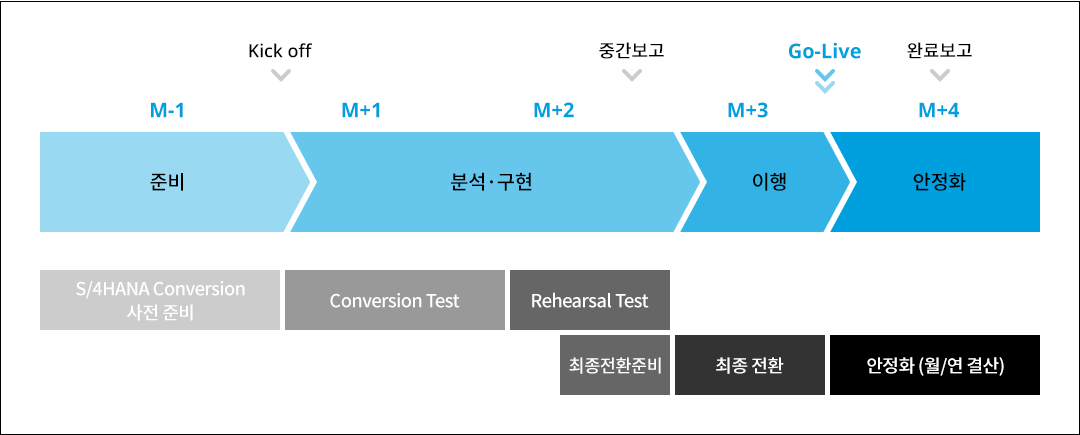 Kick off
중간보고
Go-Live
완료보고
M-1
M+1
M+2
M+3
M+4
준비
분석·구현
이행
안정화
S/4HANA Conversion
사전 준비
Conversion Test
Rehearsal Test
최종전환준비
최종 전환
안정화 (월/연 결산)